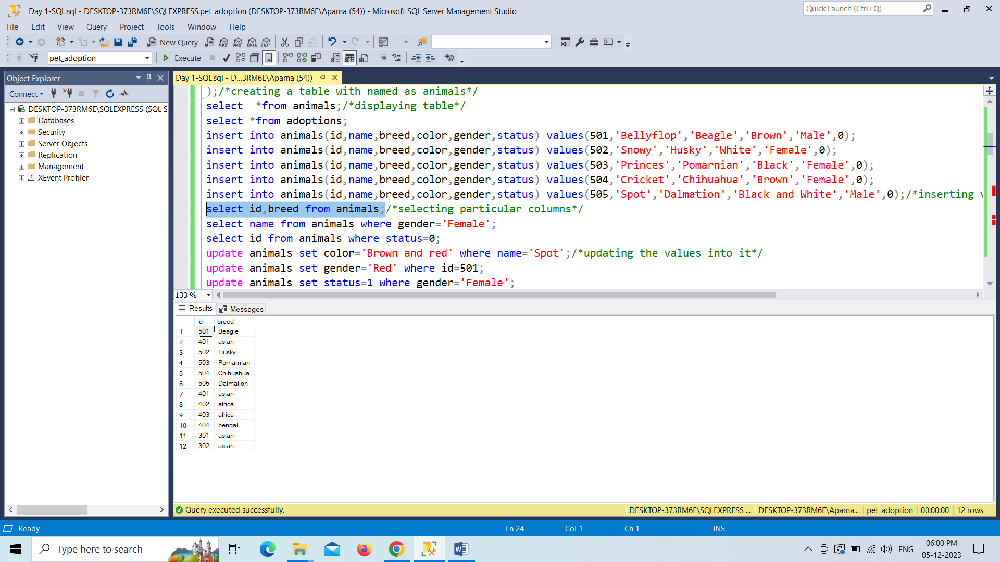 Day 1-SQL.sql - DESKTOP-373RM6E\SQLEXPRESS.pet_adoption (DESKTOP-373RM6E\Aparna (54)) - Microsoft SQL Server Management Studio
Quick Launch (Ctrl+Q)
File Edit View Query Project Tools Window Help
New Query MDX DMX XMLA DAX
pet_adoption Execute
Object Explorer
Connect
DESKTOP-373RM6E\SQLEXPRESS (SQL S
Databases
Security
Server Objects
Replication
Management
XEvent Profiler
Day 1-SQL.sql - D...3RM6E\Aparna (54))
);/*creating a table with named as animals*/
select  *from animals;/*displaying table*/
select *from adoptions;
insert into animals(id,name,breed,color,gender,status) values(501,'Bellyflop','Beagle','Brown','Male',0);
insert into animals(id,name,breed,color,gender,status) values(502,'Snowy','Husky','White','Female',0);
insert into animals(id,name,breed,color,gender,status) values(503,'Princes','Pomarnian','Black','Female',0);
insert into animals(id,name,breed,color,gender,status) values(504,'Cricket','Chihuahua','Brown','Female',0);
insert into animals(id,name,breed,color,gender,status) values(505,'Spot','Dalmation','Black and White','Male',0);/*inserting v
select id,breed from animals;/*selecting particular columns*/
select name from animals where gender='Female';
select id from animals where status=0;
update animals set color='Brown and red' where name='Spot';/*updating the values into it*/
update animals set gender='Red' where id=501;
update animals set status=1 where gender='Female';
133 %
Results Messages
id breed
1 501 Beagle
2 401 asian
3 502 Husky
4 503 Pomarnian
5 504 Chihuahua
6 505 Dalmation
7 401 asian
8 402 africa
9 403 africa
10 404 bengal
11 301 asian
12 302 asian
Query executed successfully. DESKTOP-373RM6E\SQLEXPRESS ... DESKTOP-373RM6E\Aparna... pet_adoption 00:00:00 12 rows
Ready Ln 24 Col 1 Ch 1 INS
Type here to search
ENG
06:00 PM
05-12-2023